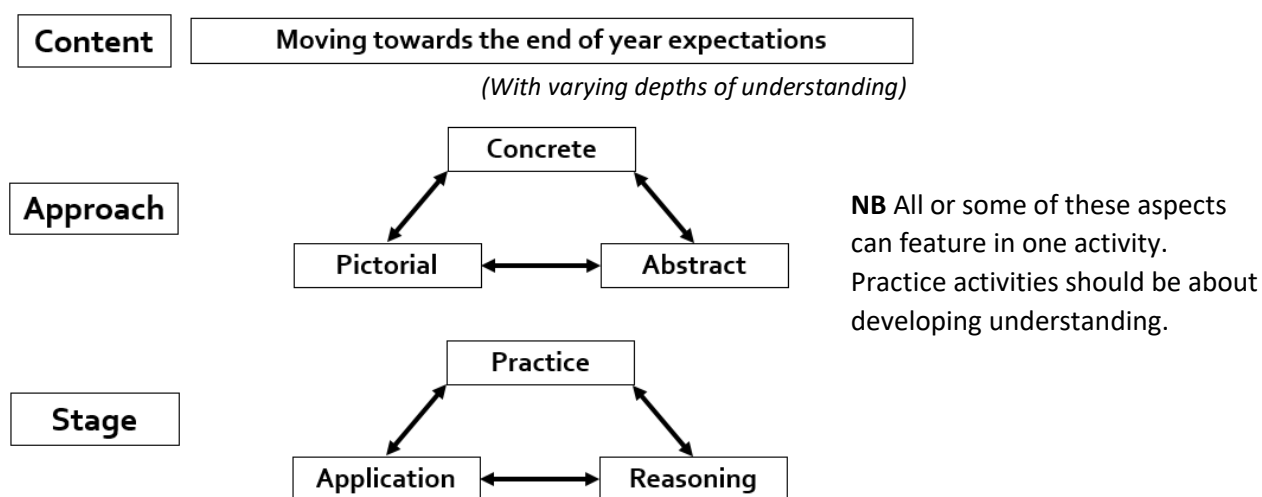 Content
Moving towards the end of year expectations
(With varying depths of understanding)
Concrete
Approach
Pictorial
Abstract
NB All or some of these aspects
can feature in one activity.
Practice activities should be about
developing understanding.
Practice
Stage
Application
Reasoning